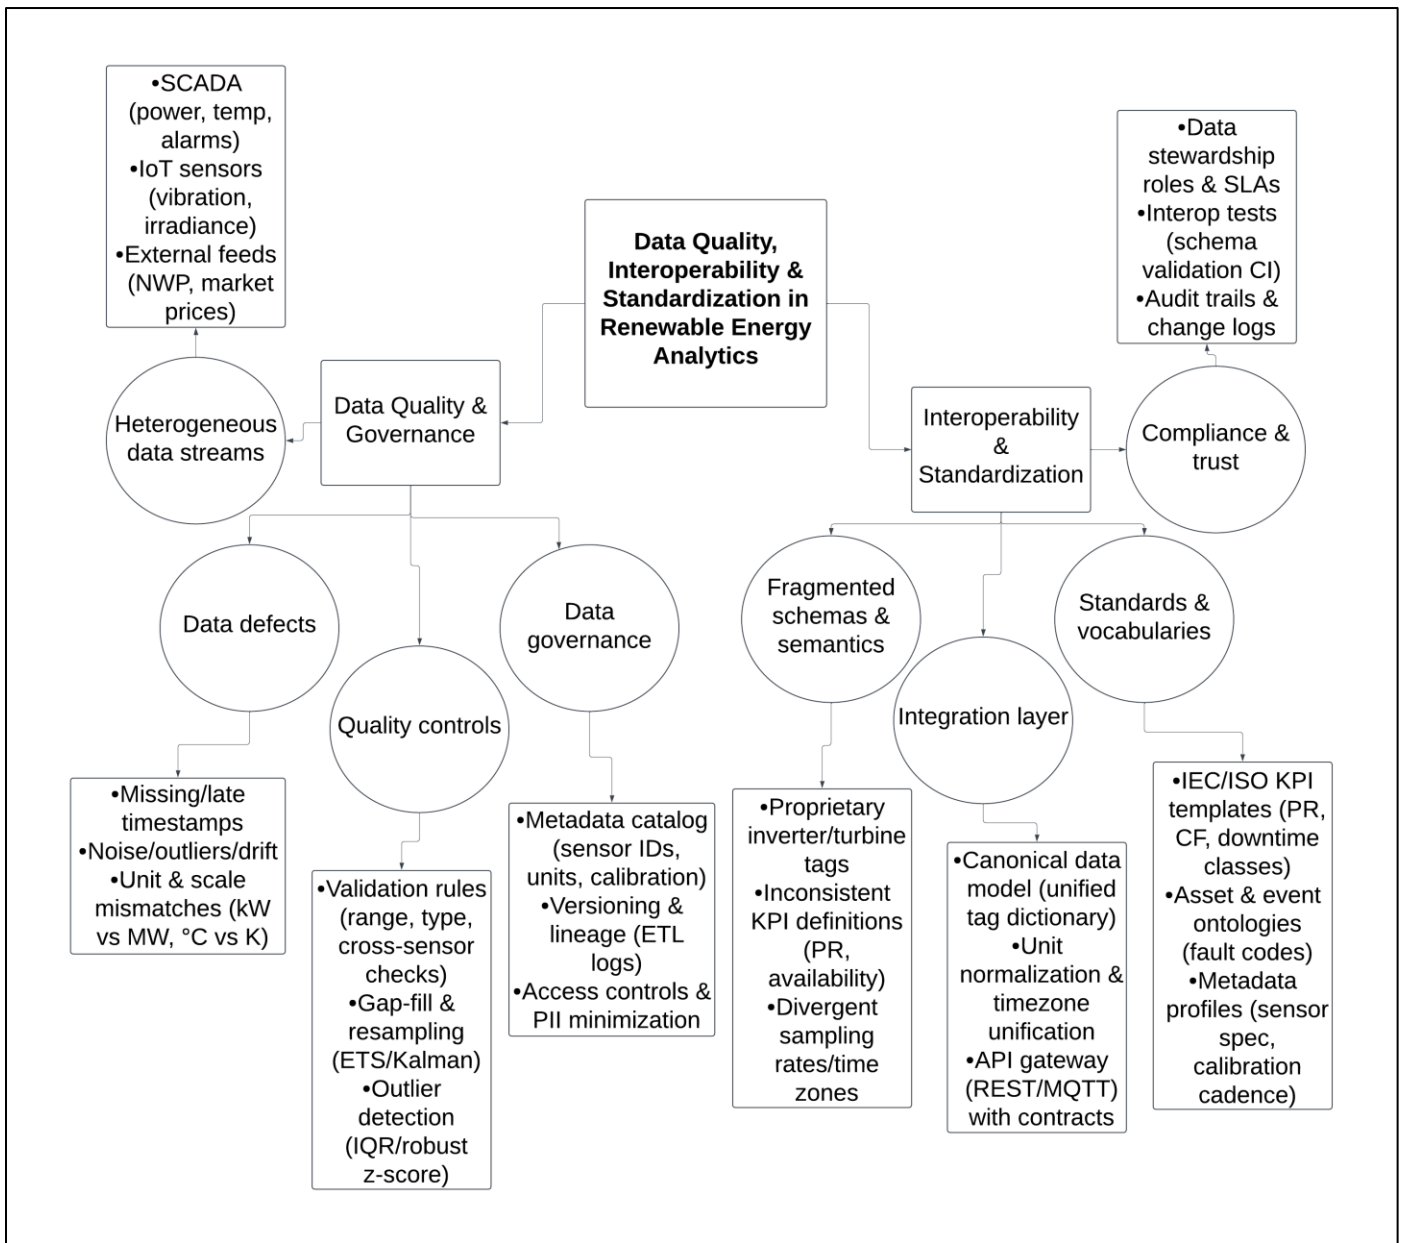 Data Quality,
Interoperability &
Standardization in
Renewable Energy
Analytics
Data Quality &
Governance
Heterogeneous
data streams
•SCADA
(power, temp,
alarms)
•IoT sensors
(vibration,
irradiance)
•External feeds
(NWP, market
prices)
Data defects
•Missing/late
timestamps
•Noise/outliers/drift
•Unit & scale
mismatches (kW
vs MW, °C vs K)
Quality controls
•Validation rules
(range, type,
cross-sensor
checks)
•Gap-fill &
resampling
(ETS/Kalman)
•Outlier
detection
(IQR/robust
z-score)
Data
governance
•Metadata catalog
(sensor IDs,
units, calibration)
•Versioning &
lineage (ETL
logs)
•Access controls &
PII minimization
Interoperability
&
Standardization
Fragmented
schemas &
semantics
•Proprietary
inverter/turbine
tags
•Inconsistent
KPI definitions
(PR,
availability)
•Divergent
sampling
rates/time
zones
Integration layer
•Canonical data
model (unified
tag dictionary)
•Unit
normalization &
timezone
unification
•API gateway
(REST/MQTT)
with contracts
Standards &
vocabularies
•IEC/ISO KPI
templates (PR,
CF, downtime
classes)
•Asset & event
ontologies
(fault codes)
•Metadata
profiles (sensor
spec,
calibration
cadence)
Compliance &
trust
•Data
stewardship
roles & SLAs
•Interop tests
(schema
validation CI)
•Audit trails &
change logs